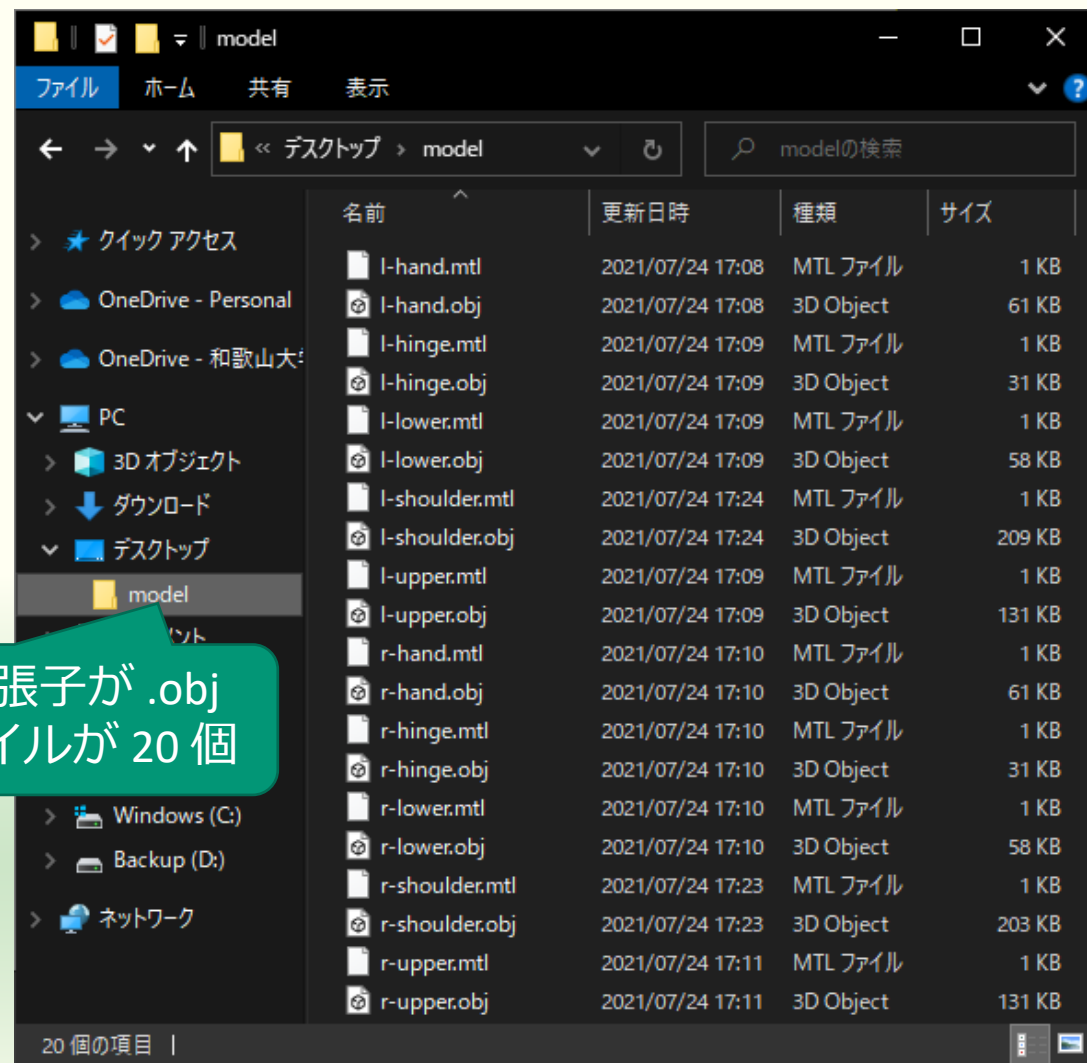 model
ファイル ホーム 共有 表示
« デスクトップ › model modelの検索
名前 更新日時 種類 サイズ
クイック アクセス
OneDrive - Personal
OneDrive - 和歌山大
PC
3D オブジェクト
ダウンロード
デスクトップ
model
張子が .obj
イルが 20 個
Windows (C:)
Backup (D:)
ネットワーク
l-hand.mtl 2021/07/24 17:08 MTL ファイル 1 KB
l-hand.obj 2021/07/24 17:08 3D Object 61 KB
l-hinge.mtl 2021/07/24 17:09 MTL ファイル 1 KB
l-hinge.obj 2021/07/24 17:09 3D Object 31 KB
l-lower.mtl 2021/07/24 17:09 MTL ファイル 1 KB
l-lower.obj 2021/07/24 17:09 3D Object 58 KB
l-shoulder.mtl 2021/07/24 17:24 MTL ファイル 1 KB
l-shoulder.obj 2021/07/24 17:24 3D Object 209 KB
l-upper.mtl 2021/07/24 17:09 MTL ファイル 1 KB
l-upper.obj 2021/07/24 17:09 3D Object 131 KB
r-hand.mtl 2021/07/24 17:10 MTL ファイル 1 KB
r-hand.obj 2021/07/24 17:10 3D Object 61 KB
r-hinge.mtl 2021/07/24 17:10 MTL ファイル 1 KB
r-hinge.obj 2021/07/24 17:10 3D Object 31 KB
r-lower.mtl 2021/07/24 17:10 MTL ファイル 1 KB
r-lower.obj 2021/07/24 17:10 3D Object 58 KB
r-shoulder.mtl 2021/07/24 17:23 MTL ファイル 1 KB
r-shoulder.obj 2021/07/24 17:23 3D Object 203 KB
r-upper.mtl 2021/07/24 17:11 MTL ファイル 1 KB
r-upper.obj 2021/07/24 17:11 3D Object 131 KB
20 個の項目